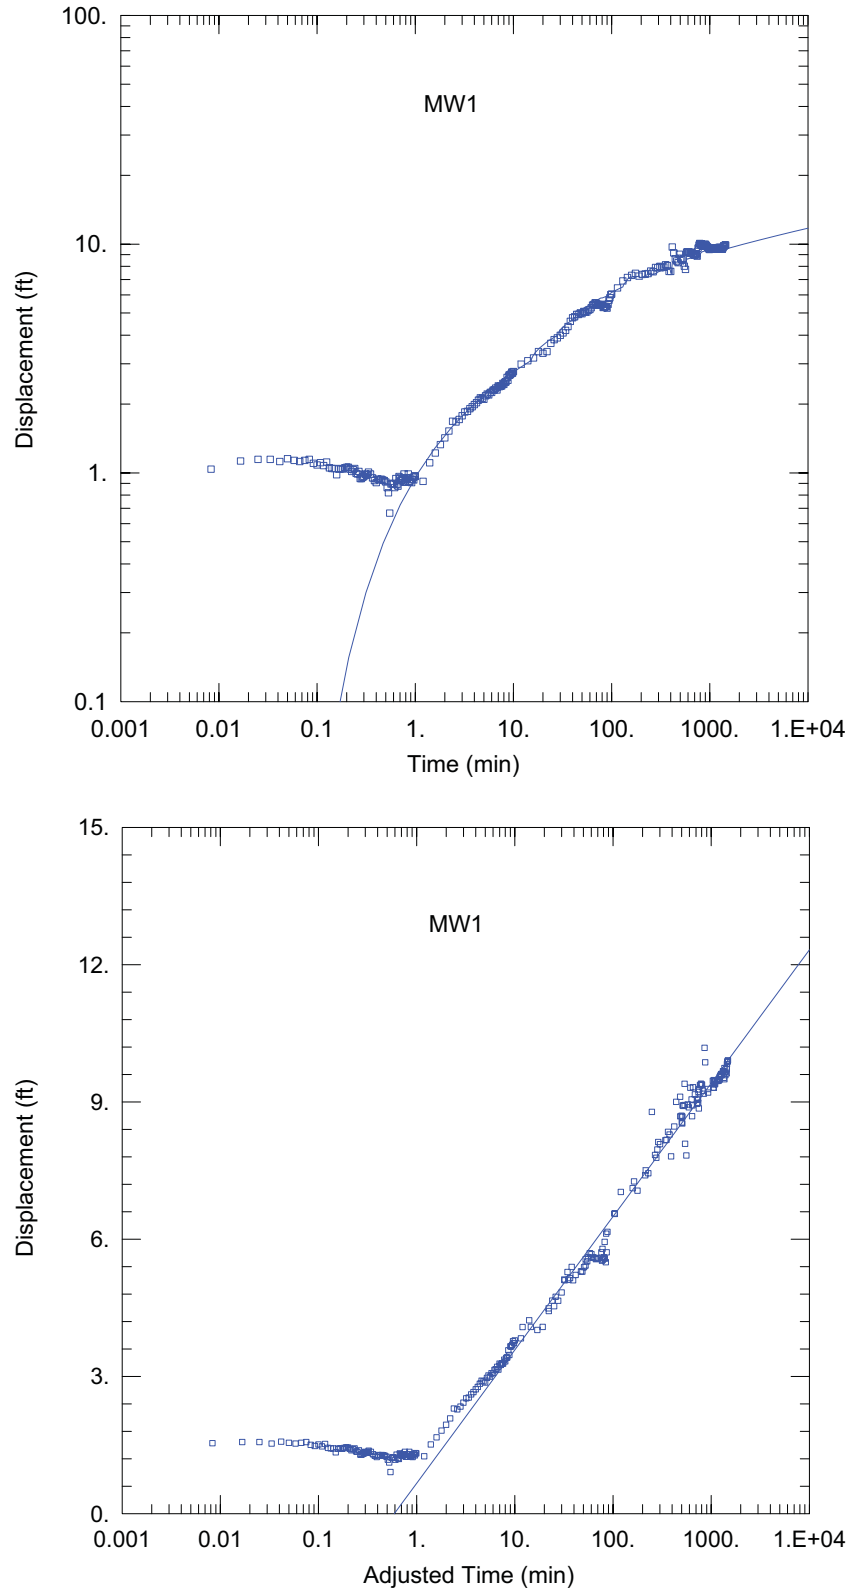 100.
MW1
10.
Displacement (ft)
1.
0.1
0.001 0.01 0.1 1. 10. 100. 1000. 1.E+04
Time (min)
15.
MW1
12.
9.
Displacement (ft)
6.
3.
0.
0.001 0.01 0.1 1. 10. 100. 1000. 1.E+04
Adjusted Time (min)